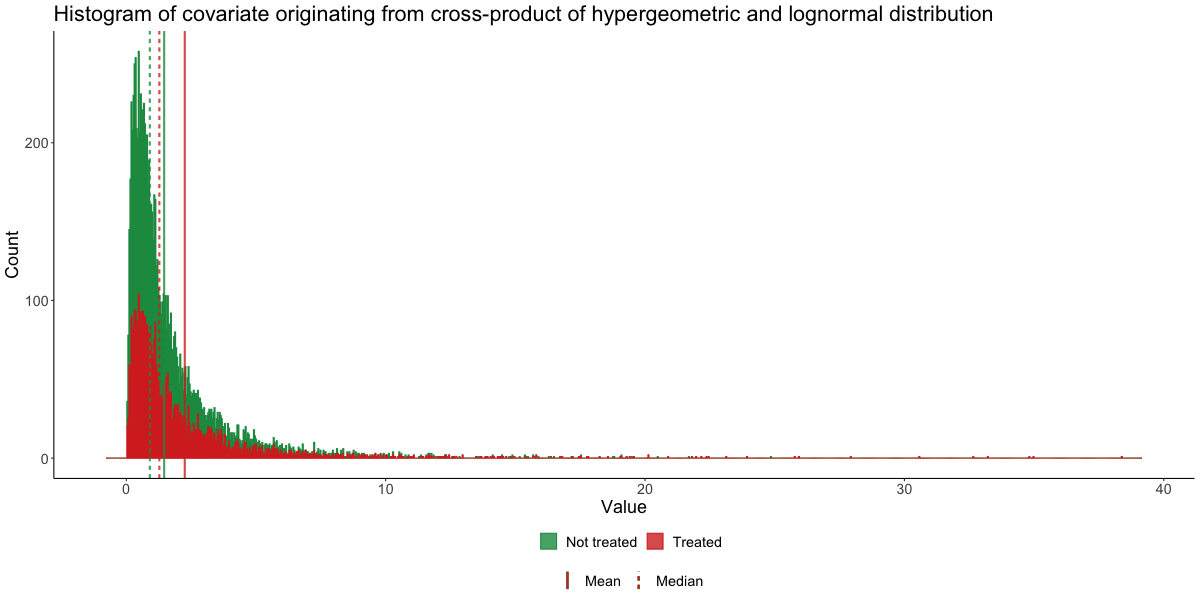 Histogram of covariate originating from cross-product of hypergeometric and lognormal distribution
Count
200
100
0
0 10 20 30 40
Value
Not treated Treated
Mean Median